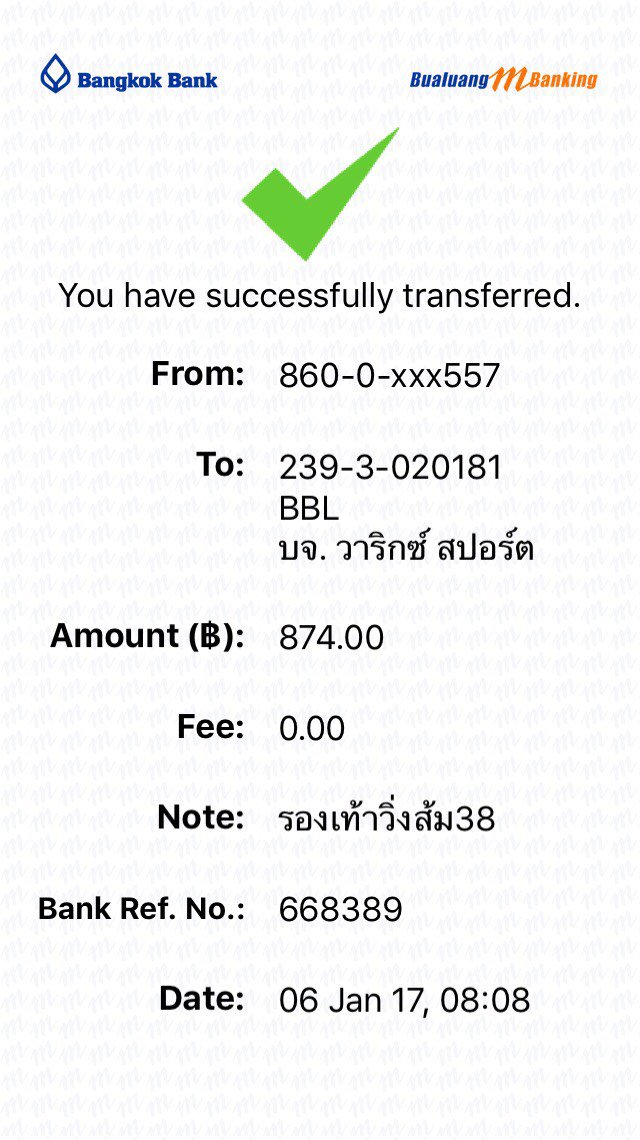 Bangkok Bank
Bualuang mBanking
You have successfully transferred.
From: 860-0-xxx557
To: 239-3-020181
BBL
บจ. วาริกซ์ สปอร์ต
Amount (฿): 874.00
Fee: 0.00
Note: รองเท้าวิ่งส้ม38
Bank Ref. No.: 668389
Date: 06 Jan 17, 08:08